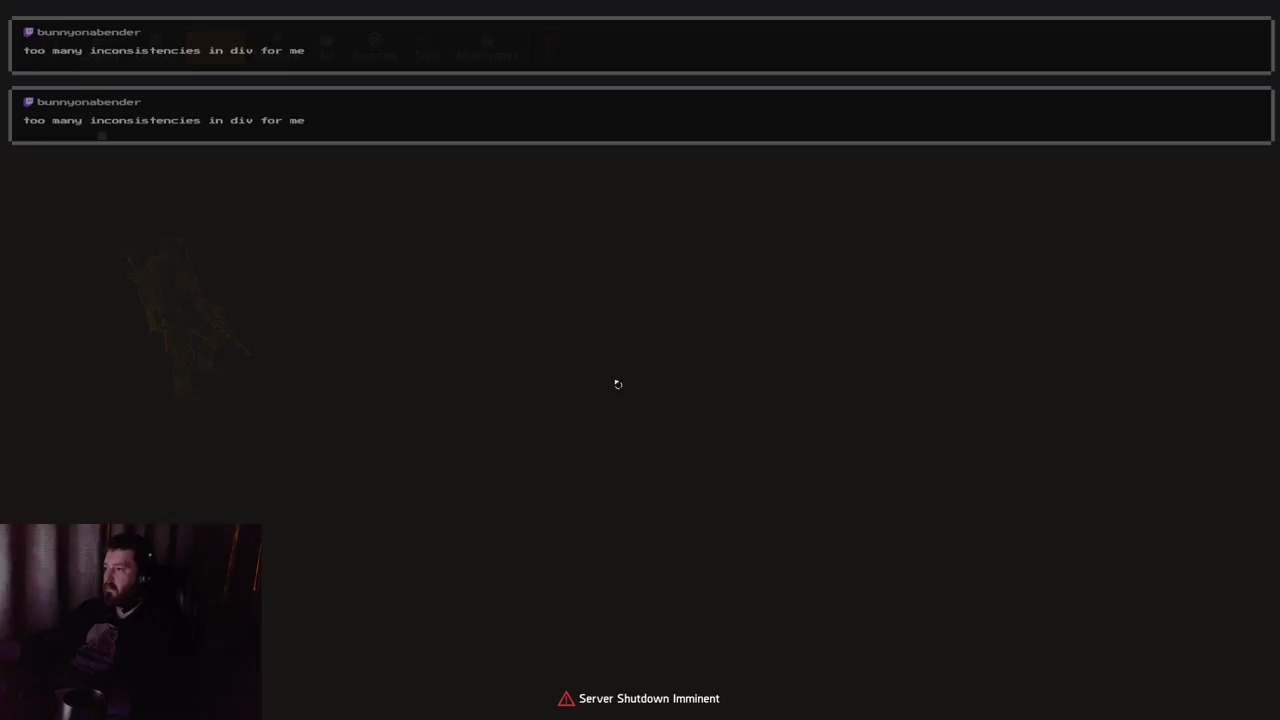 bunnyonabender
too many inconsistencies in div for me
bunnyonabender
too many inconsistencies in div for me
Server Shutdown Imminent